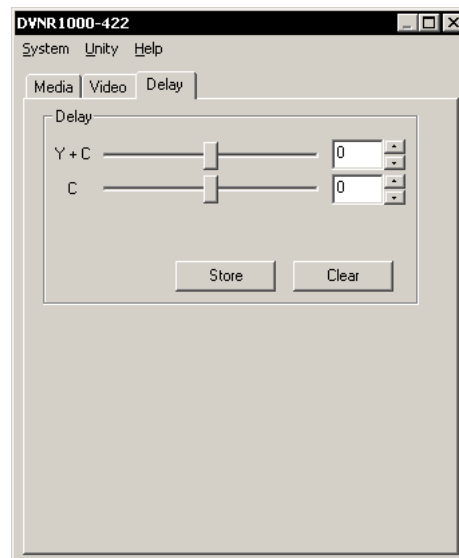 DVNR1000-422
System Unity Help
Media Video Delay
Delay
Y + C 0
C 0
Store Clear